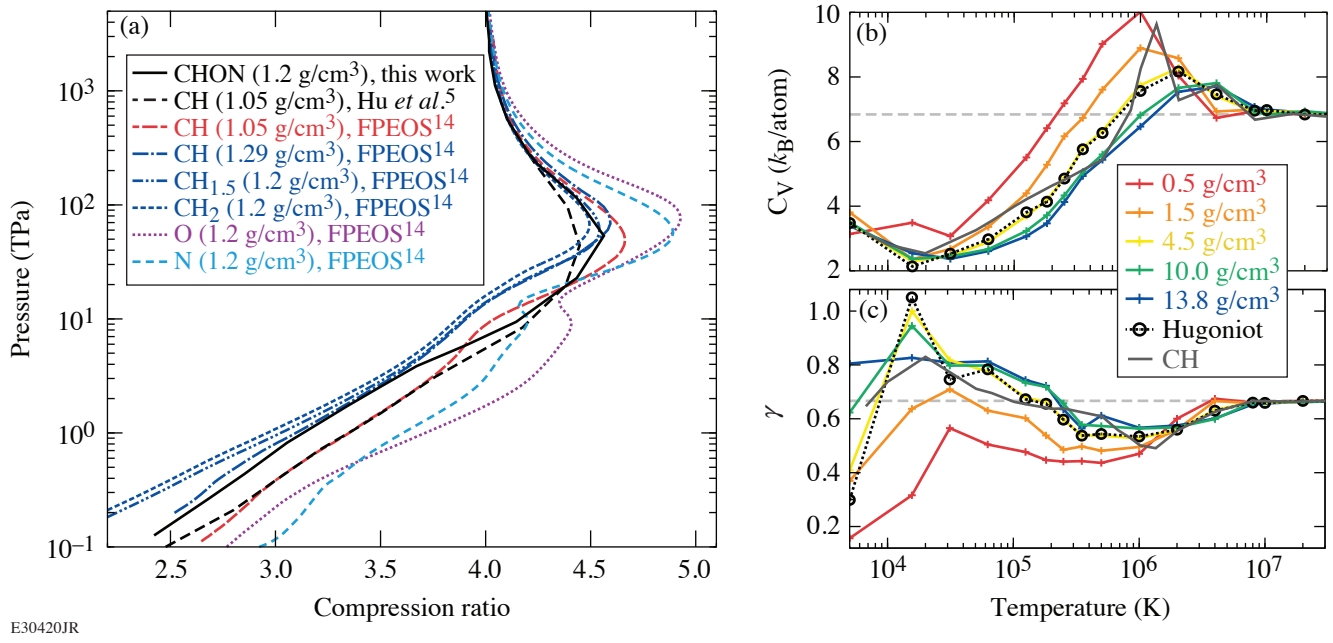 (a)
Pressure (TPa)
10³
10²
10¹
10⁰
10⁻¹
CHON (1.2 g/cm³), this work
CH (1.05 g/cm³), Hu et al.⁵
CH (1.05 g/cm³), FPEOS¹⁴
CH (1.29 g/cm³), FPEOS¹⁴
CH₁.₅ (1.2 g/cm³), FPEOS¹⁴
CH₂ (1.2 g/cm³), FPEOS¹⁴
O (1.2 g/cm³), FPEOS¹⁴
N (1.2 g/cm³), FPEOS¹⁴
2.5 3.0 3.5 4.0 4.5 5.0
Compression ratio
(b)
C_V (k_B/atom)
10
8
6
4
2
0.5 g/cm³
1.5 g/cm³
4.5 g/cm³
10.0 g/cm³
13.8 g/cm³
Hugoniot
CH
(c)
γ
1.0
0.8
0.6
0.4
0.2
10⁴ 10⁵ 10⁶ 10⁷
Temperature (K)
E30420JR